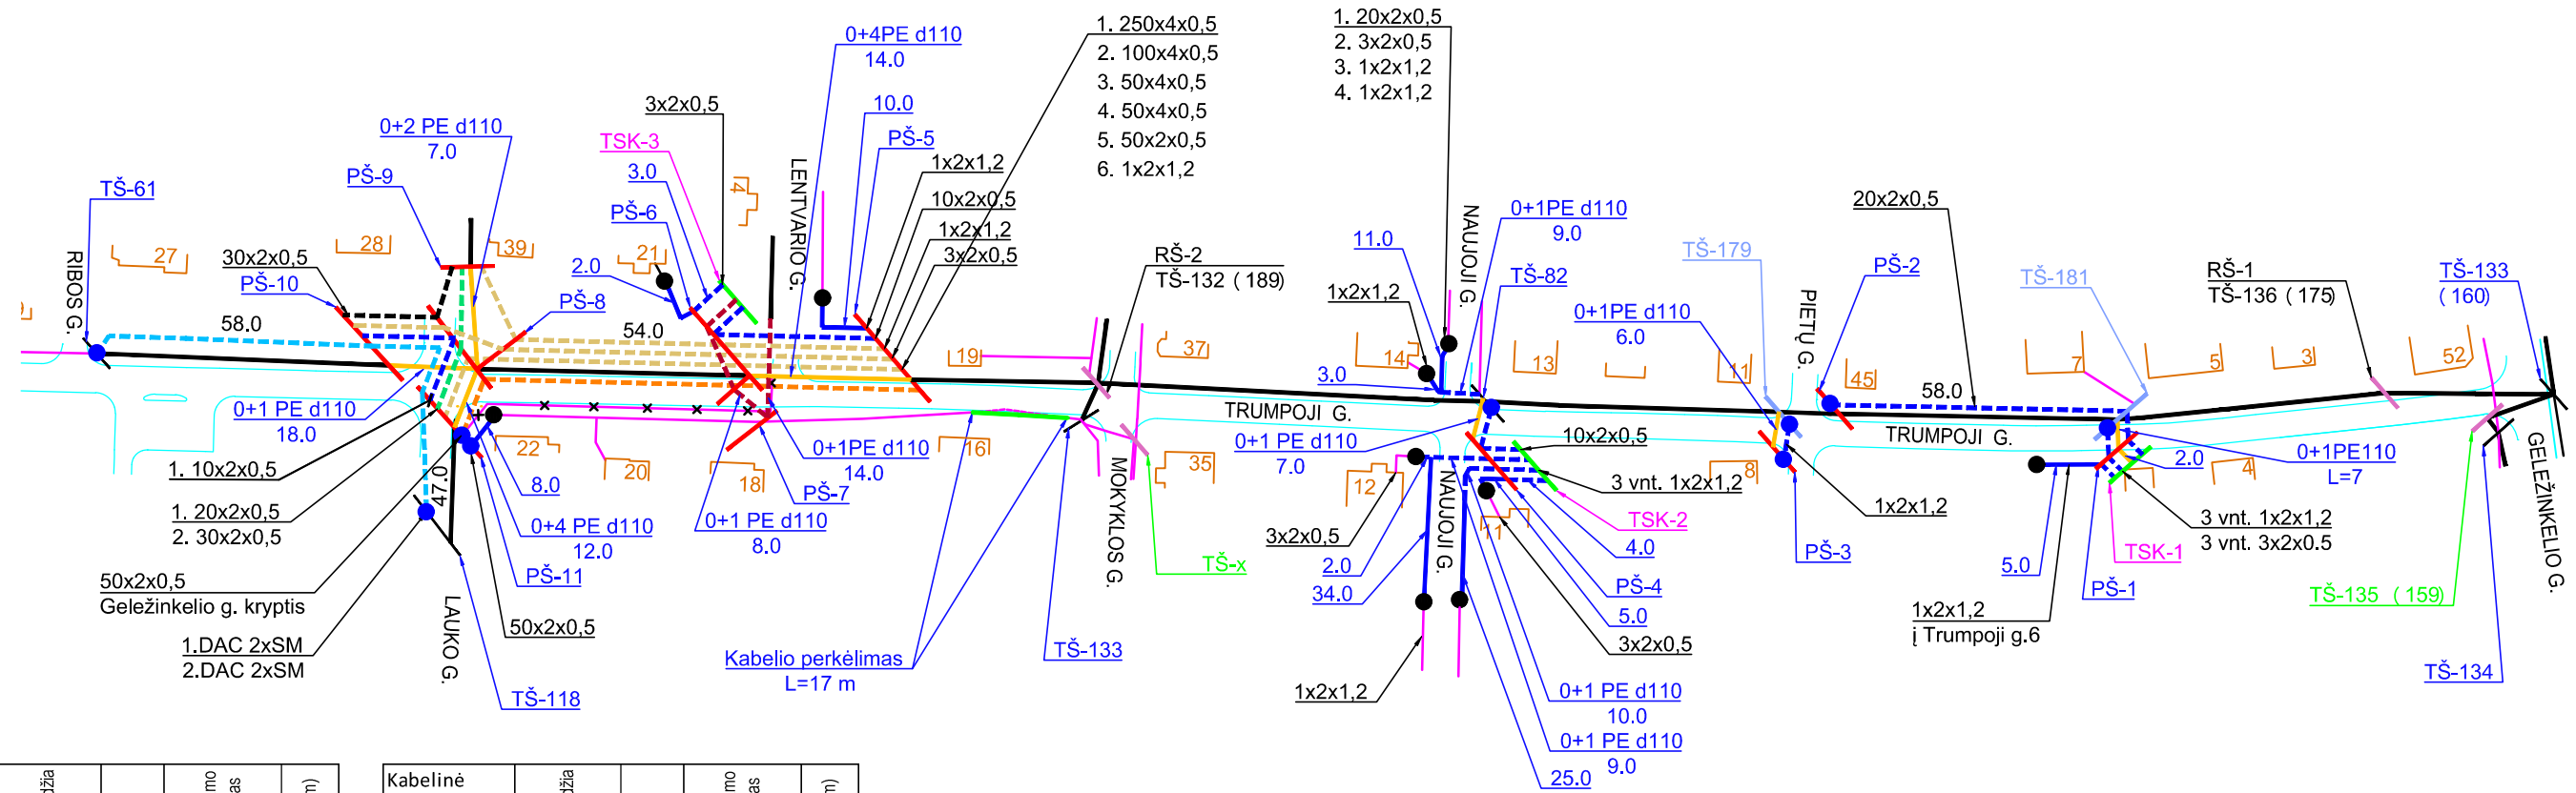 1. 250x4x0,5
2. 100x4x0,5
3. 50x4x0,5
4. 50x4x0,5
5. 50x2x0,5
6. 1x2x1,2
1. 20x2x0,5
2. 3x2x0,5
3. 1x2x1,2
4. 1x2x1,2
0+4PE d110
14.0
3x2x0,5
10.0
0+2 PE d110
7.0
TSK-3
PŠ-5
LENTVARIO G.
1x2x1,2
3.0
PŠ-9
TŠ-61
4
10x2x0,5
PŠ-6
1x2x1,2
3x2x0,5
RIBOS G.
27
28
39
21
30x2x0,5
2.0
PŠ-10
PŠ-8
58.0
54.0
RŠ-2
TŠ-132 (189)
19
37
NAUJOJI G.
0+1PE d110
9.0
11.0
TŠ-82
1x2x1,2
14
13
3.0
TŠ-179
0+1PE d110
6.0
11
PIETŲ G.
20x2x0,5
PŠ-2
45
58.0
TŠ-181
7
5
3
52
RŠ-1
TŠ-136 (175)
TŠ-133
(160)
TRUMPOJI G.
TRUMPOJI G.
0+1 PE d110
18.0
22
20
18
16
35
0+1PE d110
14.0
PŠ-7
0+1 PE d110
8.0
MOKYKLOS G.
1. 10x2x0,5
1. 20x2x0,5
2. 30x2x0,5
47.0
8.0
0+4 PE d110
12.0
PŠ-11
50x2x0,5
50x2x0,5
Geležinkelio g. kryptis
1.DAC 2xSM
2.DAC 2xSM
LAUKO G.
TŠ-118
Kabelio perkėlimas
L=17 m
TŠ-133
TŠ-x
0+1 PE d110
7.0
12
3x2x0,5
2.0
34.0
NAUJOJI G.
1x2x1,2
10x2x0,5
3 vnt. 1x2x1,2
TSK-2
11
4.0
PŠ-4
5.0
3x2x0,5
0+1 PE d110
10.0
0+1 PE d110
9.0
25.0
8
1x2x1,2
PŠ-3
5.0
1x2x1,2
į Trumpoji g.6
PŠ-1
TSK-1
2.0
4
0+1PE110
L=7
3 vnt. 1x2x1,2
3 vnt. 3x2x0.5
TŠ-135 (159)
TŠ-134
GELEŽINKELIO G.
Kabelinė